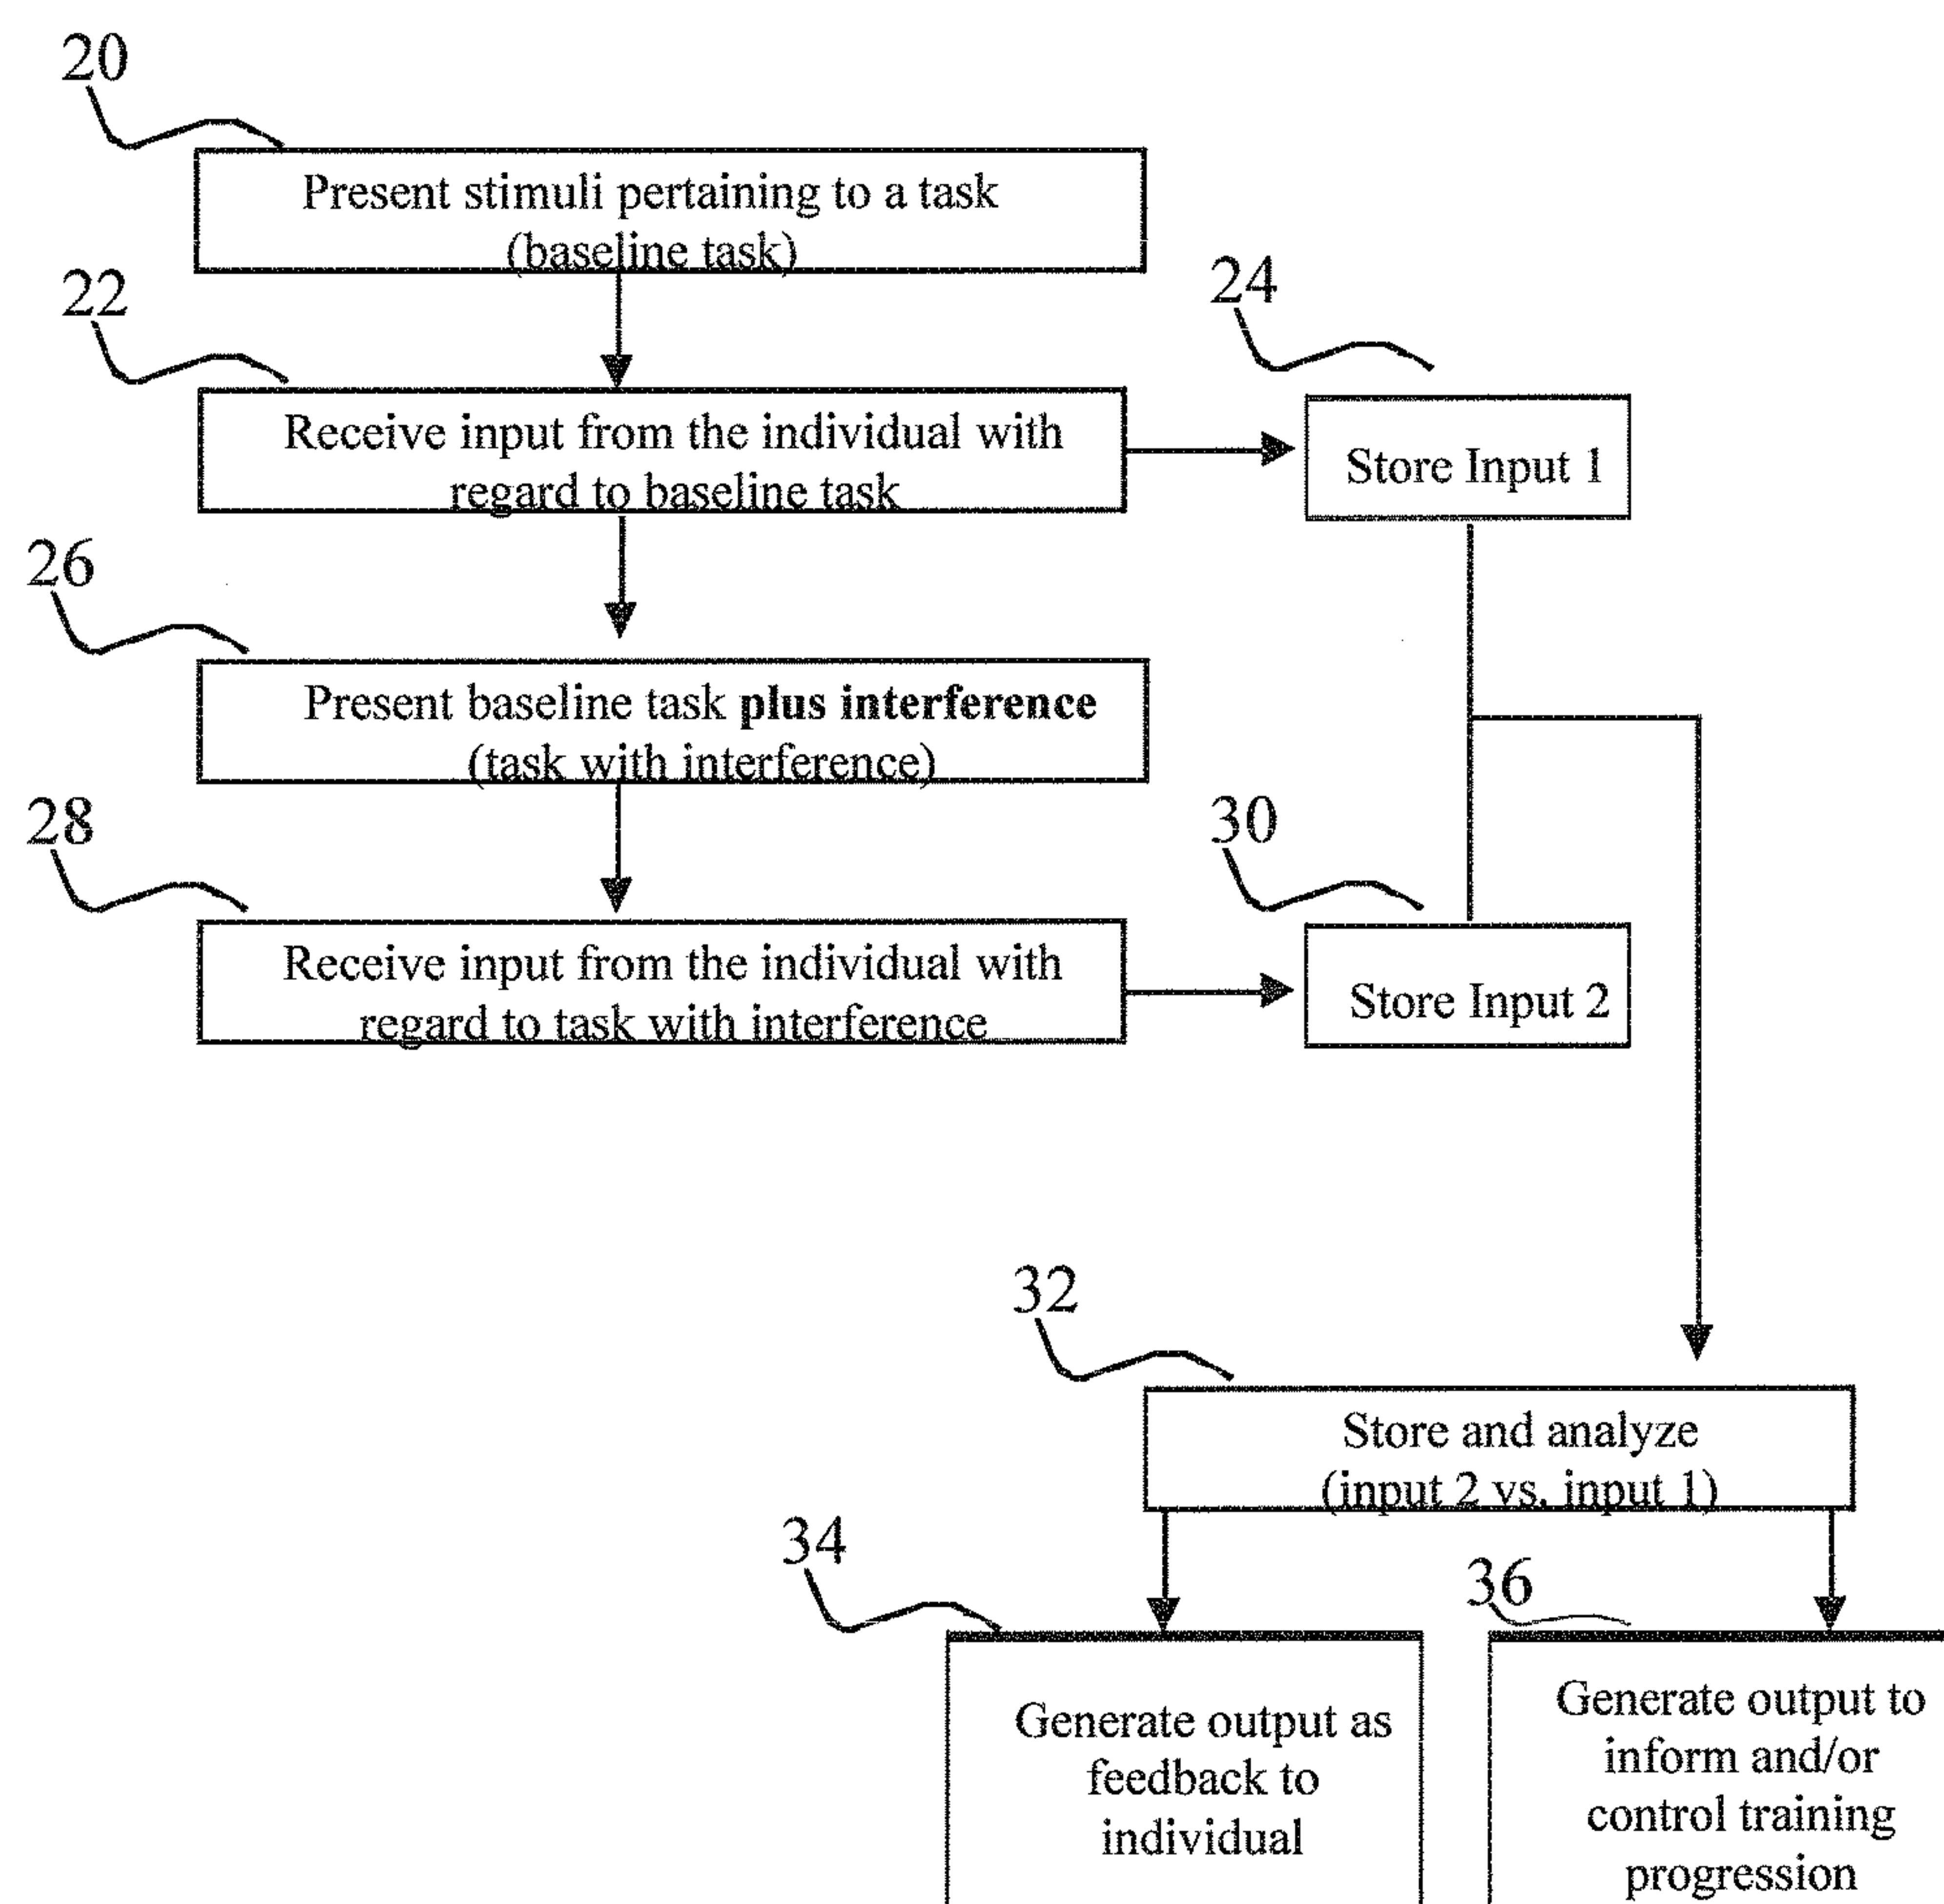 20
Present stimuli pertaining to a task
(baseline task)
22
Receive input from the individual with
regard to baseline task
24
Store Input 1
26
Present baseline task plus interference
(task with interference)
28
Receive input from the individual with
regard to task with interference
30
Store Input 2
32
Store and analyze
(input 2 vs. input 1)
34
Generate output as
feedback to
individual
36
Generate output to
inform and/or
control training
progression